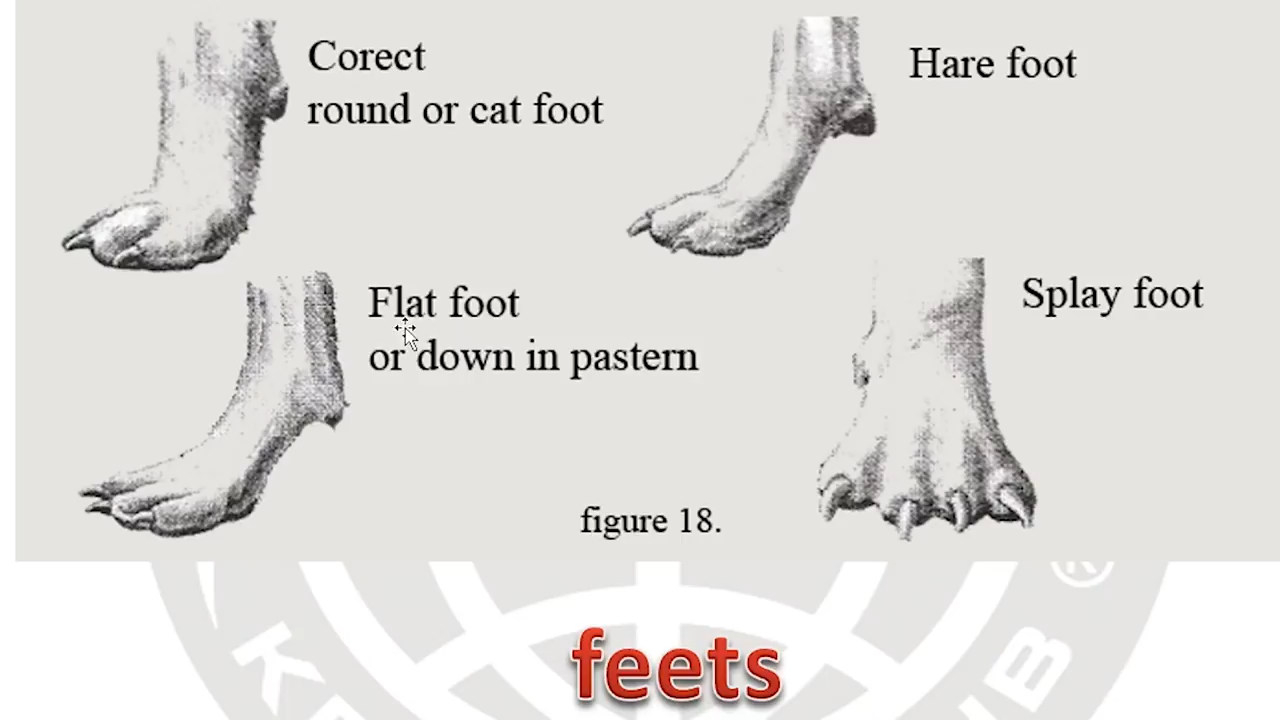 Corect
round or cat foot
Hare foot
Flat foot
or down in pastern
Splay foot
figure 18.
feets